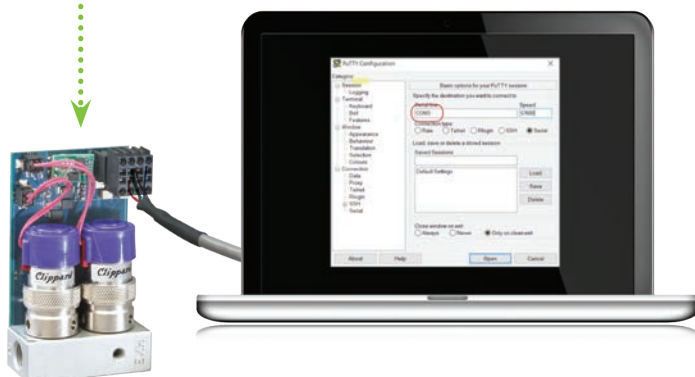 PuTTY Configuration
Category:
Session
Logging
Terminal
Keyboard
Bell
Features
Window
Appearance
Behaviour
Translation
Selection
Colours
Connection
Data
Proxy
Telnet
Rlogin
SSH
Serial
Basic options for your PuTTY session
Specify the destination you want to connect to
Serial line
Speed
Connection type:
Raw
Telnet
Rlogin
SSH
Serial
Load, save or delete a stored session
Saved Sessions
Default Settings
Load
Save
Delete
Close window on exit:
Always
Never
Only on clean exit
About
Help
Open
Cancel
Clippard
Clippard